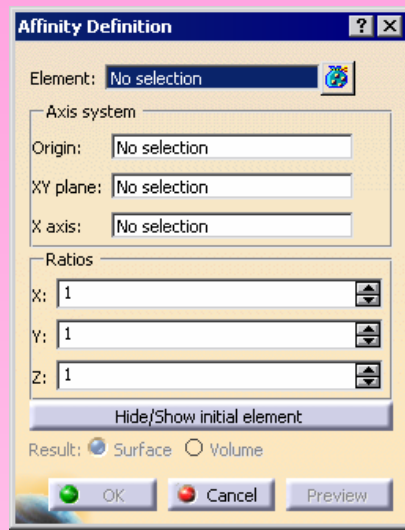 Affinity Definition
Element: No selection
Axis system
Origin: No selection
XY plane: No selection
X axis: No selection
Ratios
X: 1
Y: 1
Z: 1
Hide/Show initial element
Result: Surface Volume
OK Cancel Preview